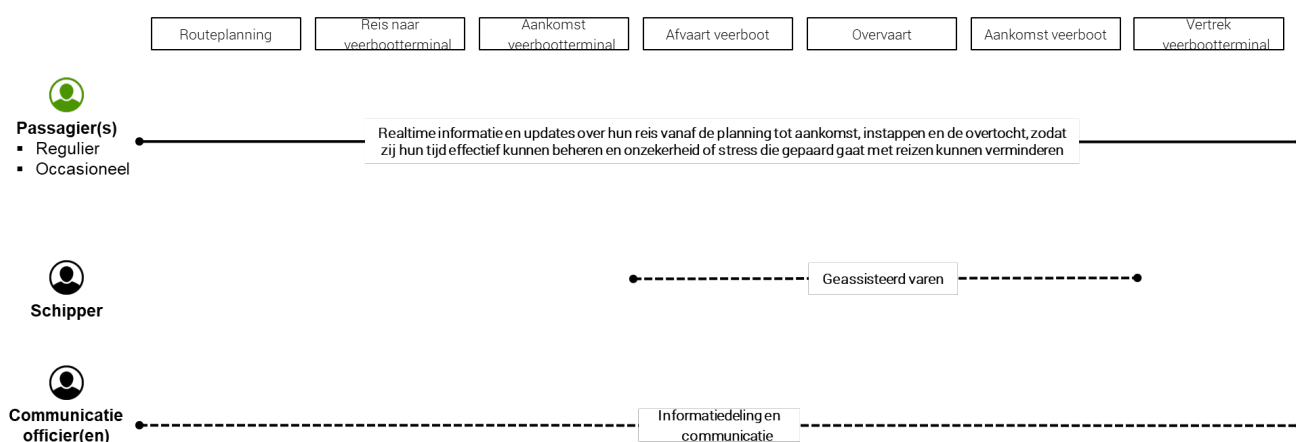 Routeplanning
Reis naar
veerbootterminal
Aankomst
veerbootterminal
Afvaart veerboot
Overvaart
Aankomst veerboot
Vertrek
veerbootterminal
Passagier(s)
▪ Regulier
▪ Occasioneel
Realtime informatie en updates over hun reis vanaf de planning tot aankomst, instappen en de overtocht, zodat
zij hun tijd effectief kunnen beheren en onzekerheid of stress die gepaard gaat met reizen kunnen verminderen
Schipper
Geassisteerd varen
Communicatie
officier(en)
Informatiedeling en
communicatie